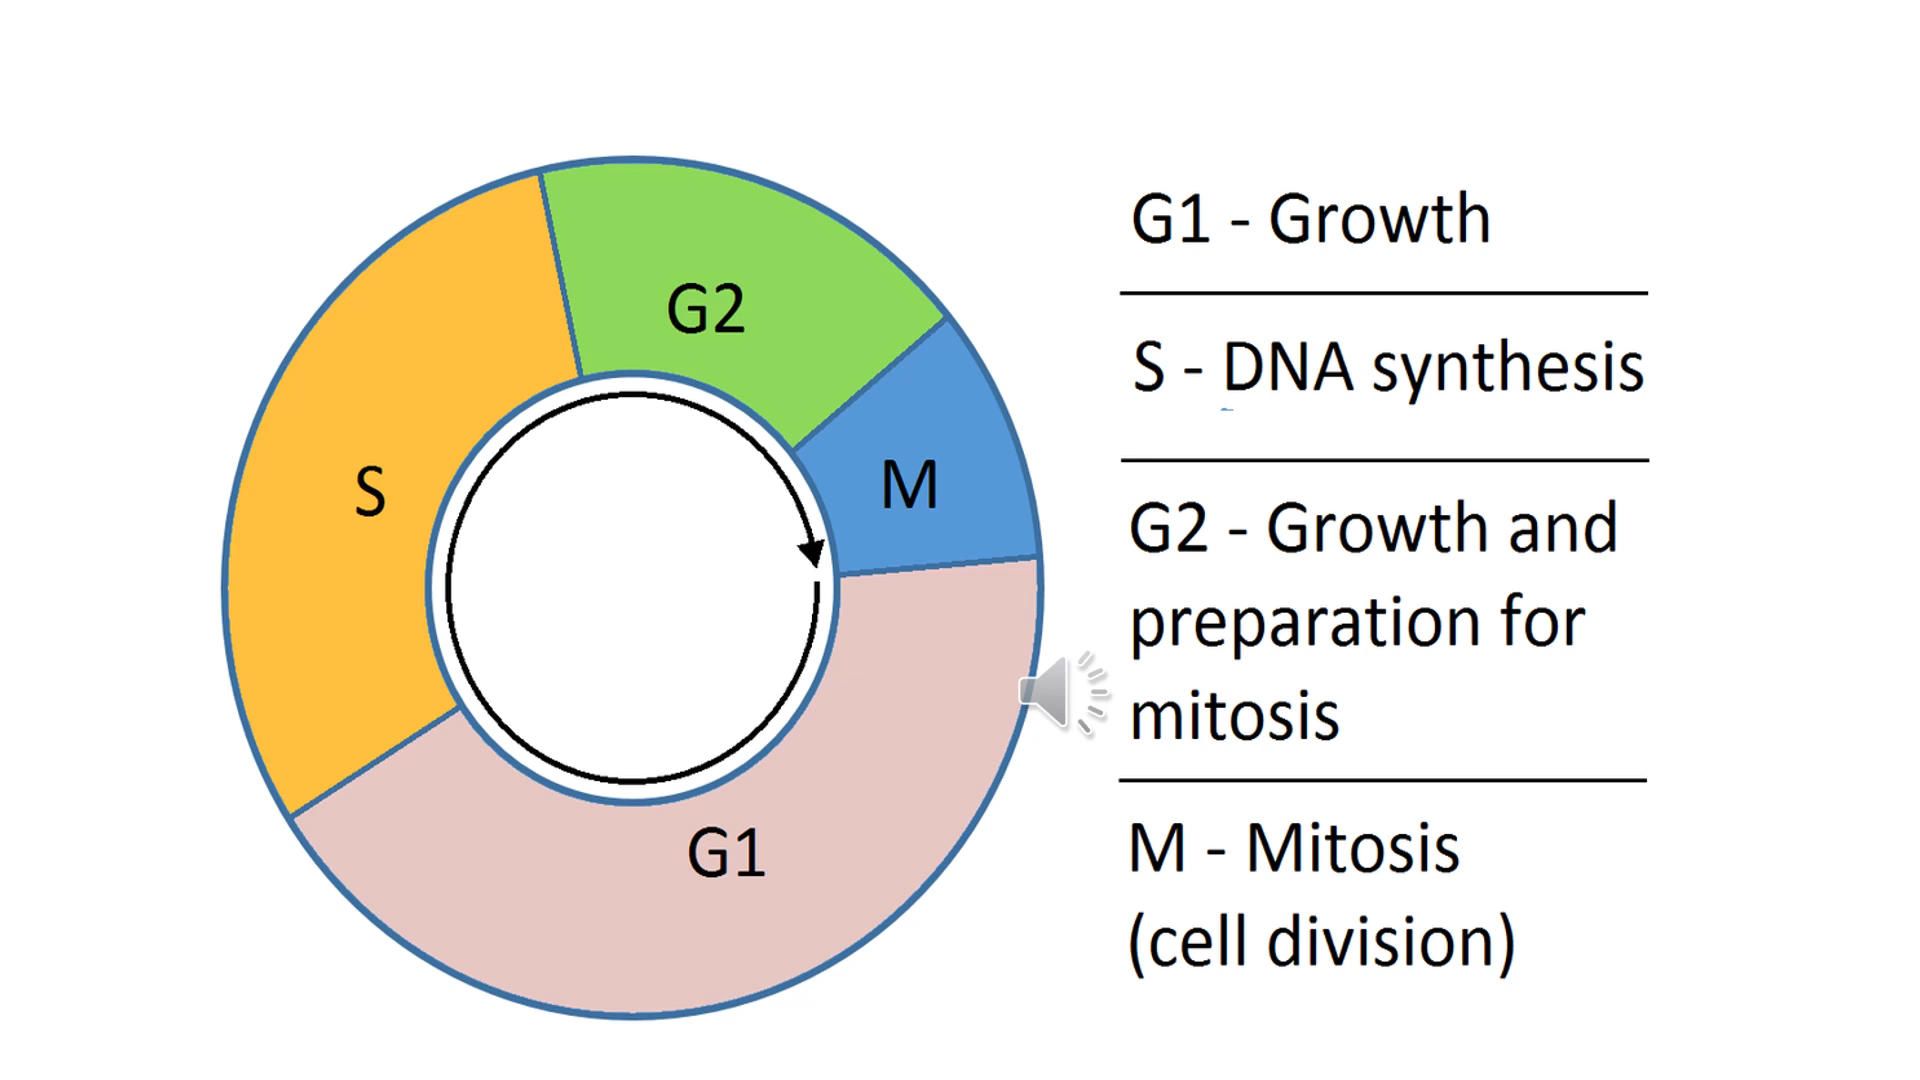 G2
S
M
G1
G1 - Growth
S - DNA synthesis
G2 - Growth and
preparation for
mitosis
M - Mitosis
(cell division)